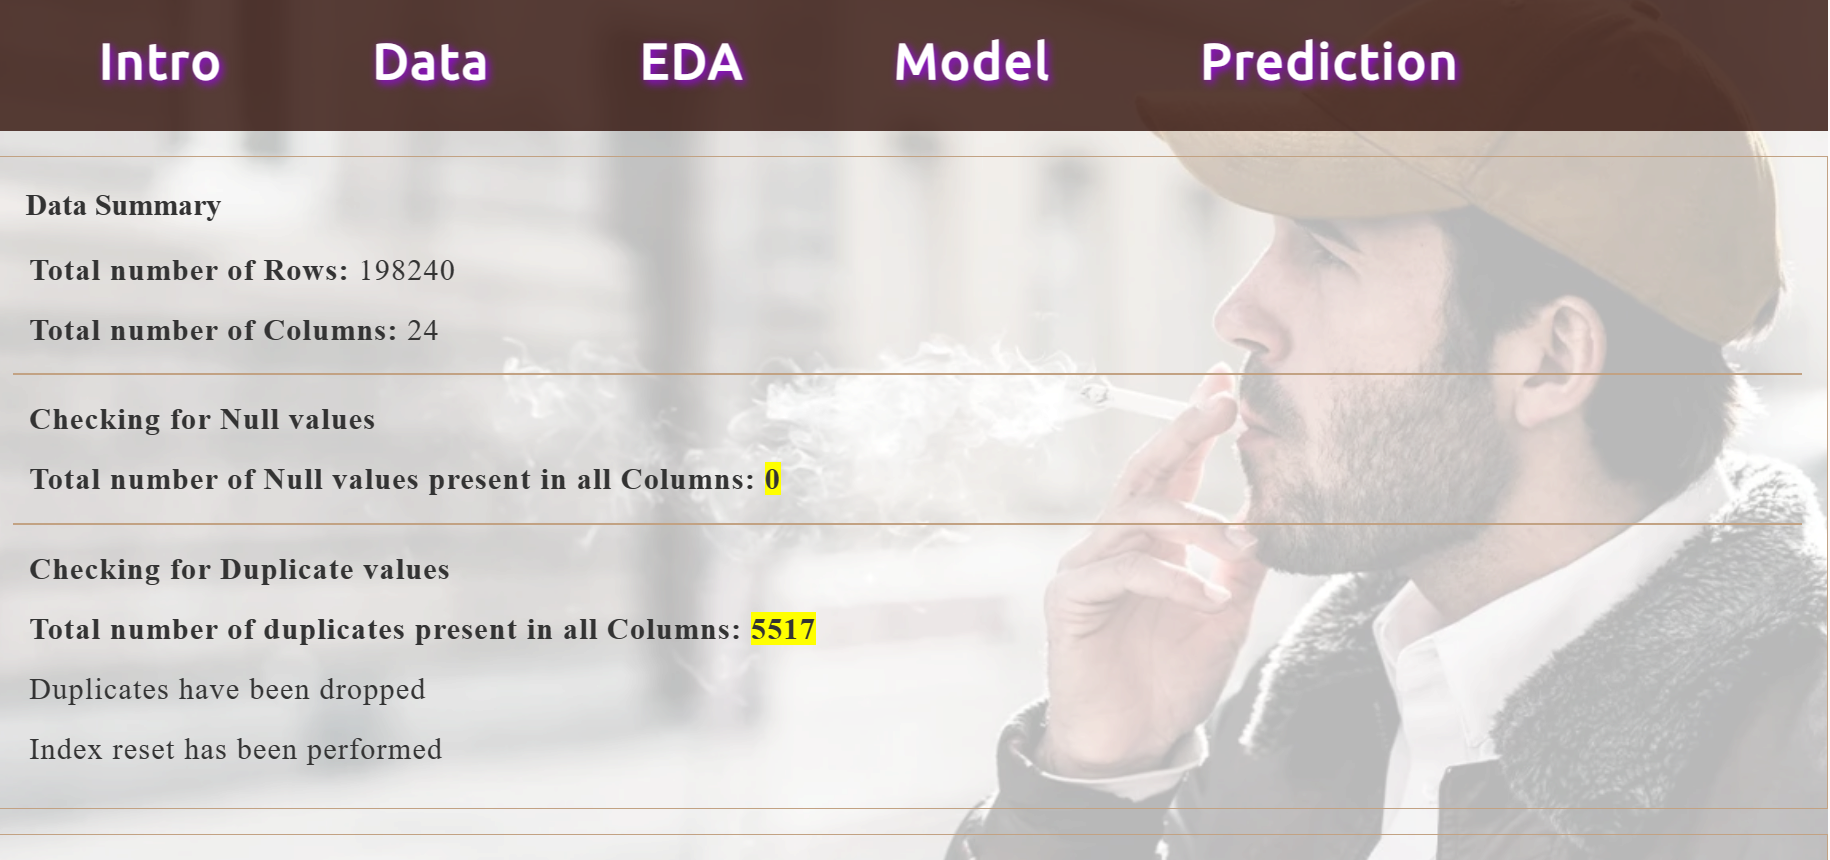 Intro Data EDA Model Prediction
Data Summary
Total number of Rows: 198240
Total number of Columns: 24
Checking for Null values
Total number of Null values present in all Columns: 0
Checking for Duplicate values
Total number of duplicates present in all Columns: 5517
Duplicates have been dropped
Index reset has been performed